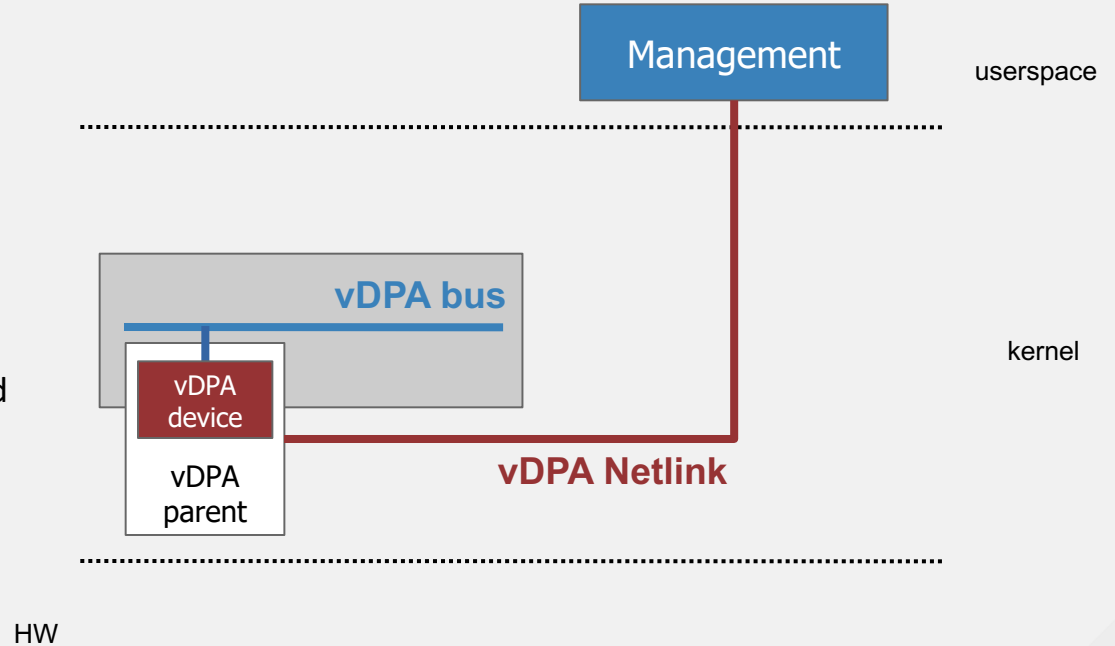 Management
userspace
vDPA bus
kernel
vDPA
device
d
vDPA
parent
vDPA Netlink
HW